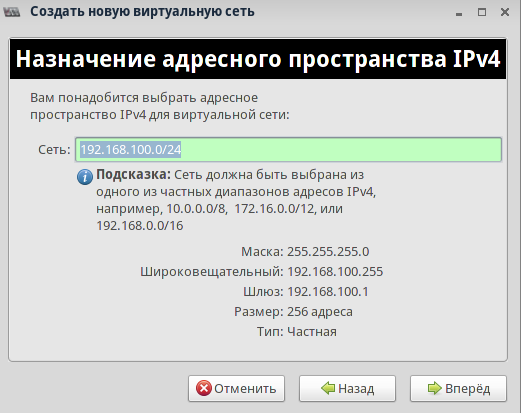 Создать новую виртуальную сеть
Назначение адресного пространства IPv4
Вам понадобится выбрать адресное
пространство IPv4 для виртуальной сети:
Сеть: 192.168.100.0/24
Подсказка: Сеть должна быть выбрана из
одного из частных диапазонов адресов IPv4,
например, 10.0.0.0/8, 172.16.0.0/12, или
192.168.0.0/16
Маска: 255.255.255.0
Широковещательный: 192.168.100.255
Шлюз: 192.168.100.1
Размер: 256 адреса
Тип: Частная
Отменить Назад Вперёд